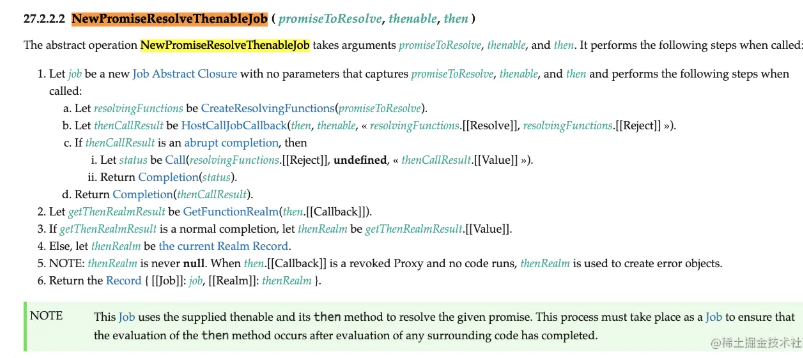 27.2.2.2 NewPromiseResolveThenableJob ( promiseToResolve, thenable, then )
The abstract operation NewPromiseResolveThenableJob takes arguments promiseToResolve, thenable, and then. It performs the following steps when called:
1. Let job be a new Job Abstract Closure with no parameters that captures promiseToResolve, thenable, and then and performs the following steps when
called:
a. Let resolvingFunctions be CreateResolvingFunctions(promiseToResolve).
b. Let thenCallResult be HostCallJobCallback(then, thenable, « resolvingFunctions.[[Resolve]], resolvingFunctions.[[Reject]] »).
c. If thenCallResult is an abrupt completion, then
i. Let status be Call(resolvingFunctions.[[Reject]], undefined, « thenCallResult.[[Value]] »).
ii. Return Completion(status).
d. Return Completion(thenCallResult).
2. Let getThenRealmResult be GetFunctionRealm(then.[[Callback]]).
3. If getThenRealmResult is a normal completion, let thenRealm be getThenRealmResult.[[Value]].
4. Else, let thenRealm be the current Realm Record.
5. NOTE: thenRealm is never null. When then.[[Callback]] is a revoked Proxy and no code runs, thenRealm is used to create error objects.
6. Return the Record { [[Job]]: job, [[Realm]]: thenRealm }.
NOTE This Job uses the supplied thenable and its then method to resolve the given promise. This process must take place as a Job to ensure that
the evaluation of the then method occurs after evaluation of any surrounding code has completed.
@稀土掘金技术社